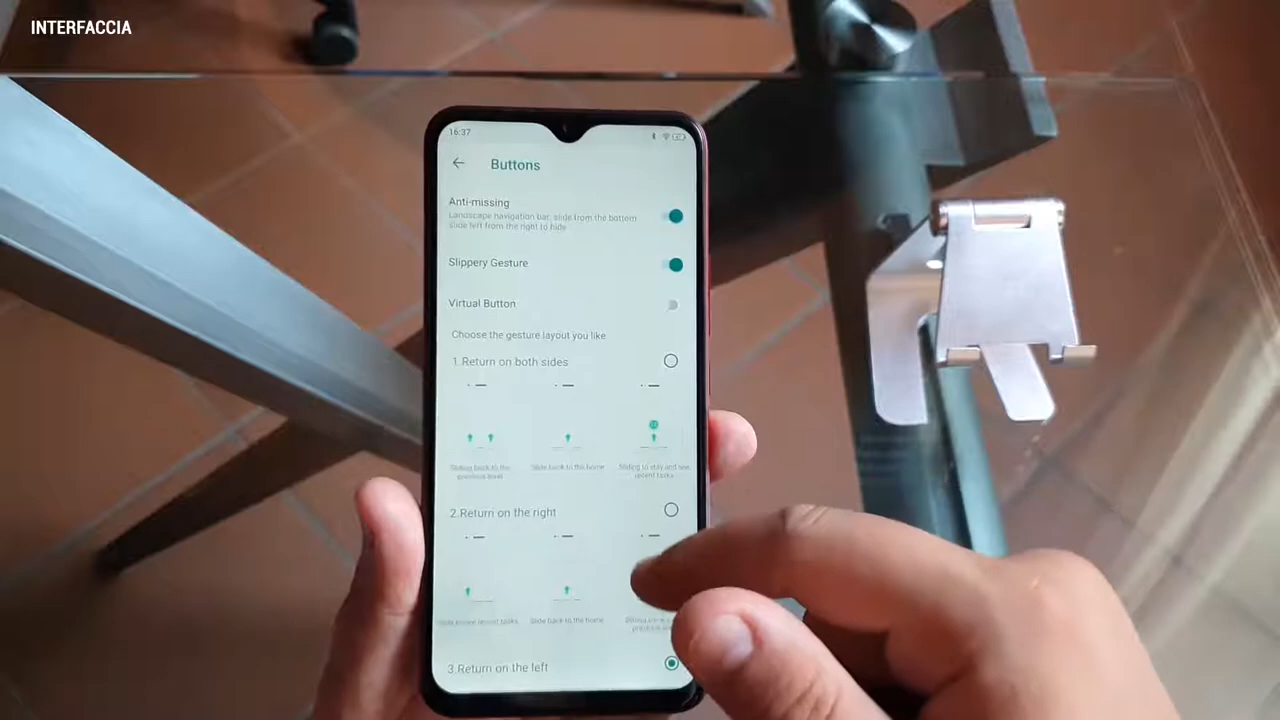 INTERFACCIA
16:37
Buttons
Anti-missing
Landscape navigation bar, slide from the bottom
slide left from the right to hide
Slippery Gesture
Virtual Button
Choose the gesture layout you like
1.Return on both sides
Sliding back to the
previous level
Slide back to the home
Sliding to stay and see
recent tasks
2.Return on the right
recent tasks
Slide back to the home
3.Return on the left